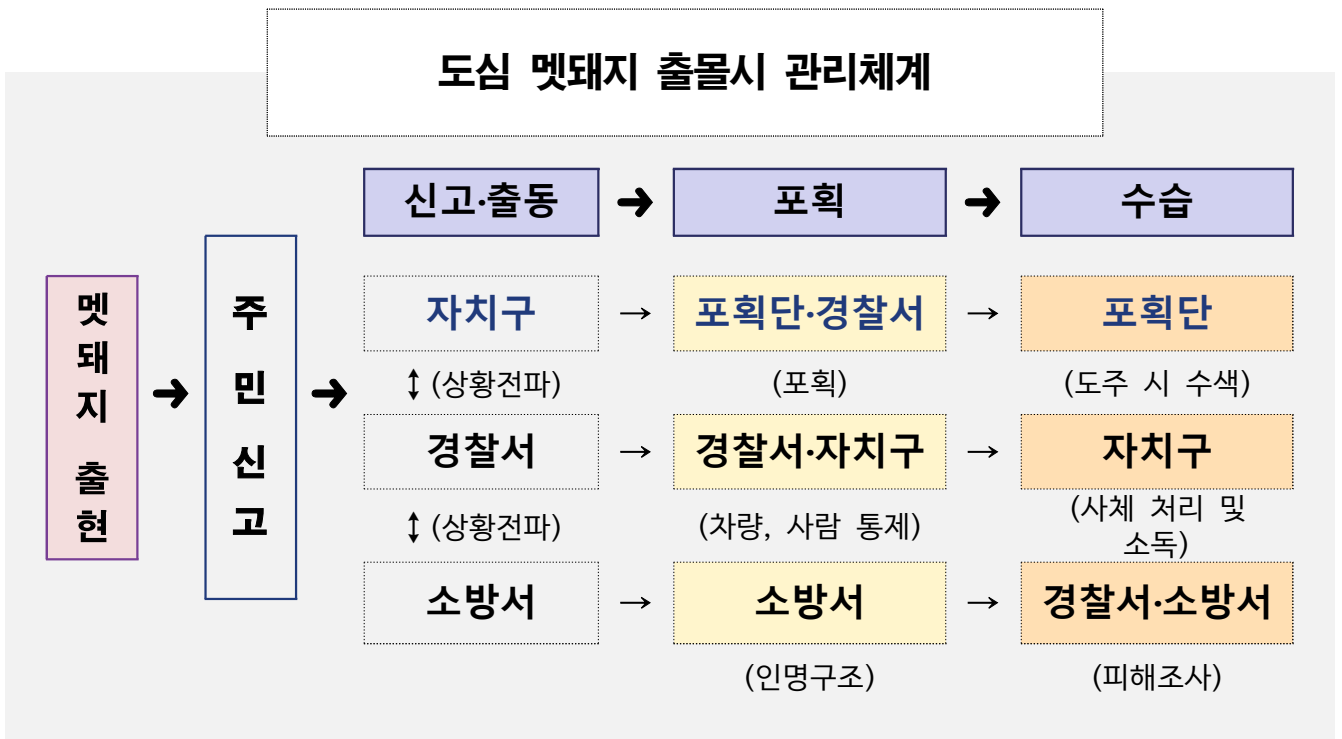 도심 멧돼지 출몰시 관리체계
멧돼지 출현
➜
주민신고
➜
신고·출동 ➜ 포획 ➜ 수습
자치구 → 포획단·경찰서 → 포획단
↕ (상황전파) (포획) (도주 시 수색)
경찰서 → 경찰서·자치구 → 자치구
↕ (상황전파) (차량, 사람 통제) (사체 처리 및
소독)
소방서 → 소방서 → 경찰서·소방서
(인명구조) (피해조사)